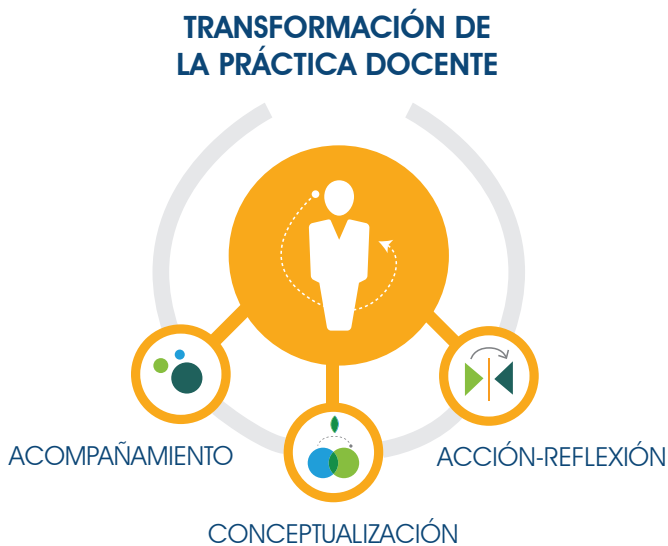 TRANSFORMACIÓN DE
LA PRÁCTICA DOCENTE
ACOMPAÑAMIENTO
ACCIÓN-REFLEXIÓN
CONCEPTUALIZACIÓN